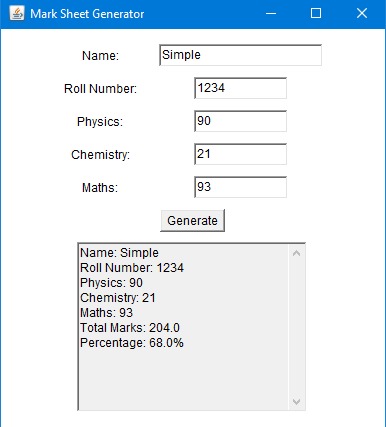 Mark Sheet Generator
Name: Simple
Roll Number: 1234
Physics: 90
Chemistry: 21
Maths: 93
Generate
Name: Simple
Roll Number: 1234
Physics: 90
Chemistry: 21
Maths: 93
Total Marks: 204.0
Percentage: 68.0%